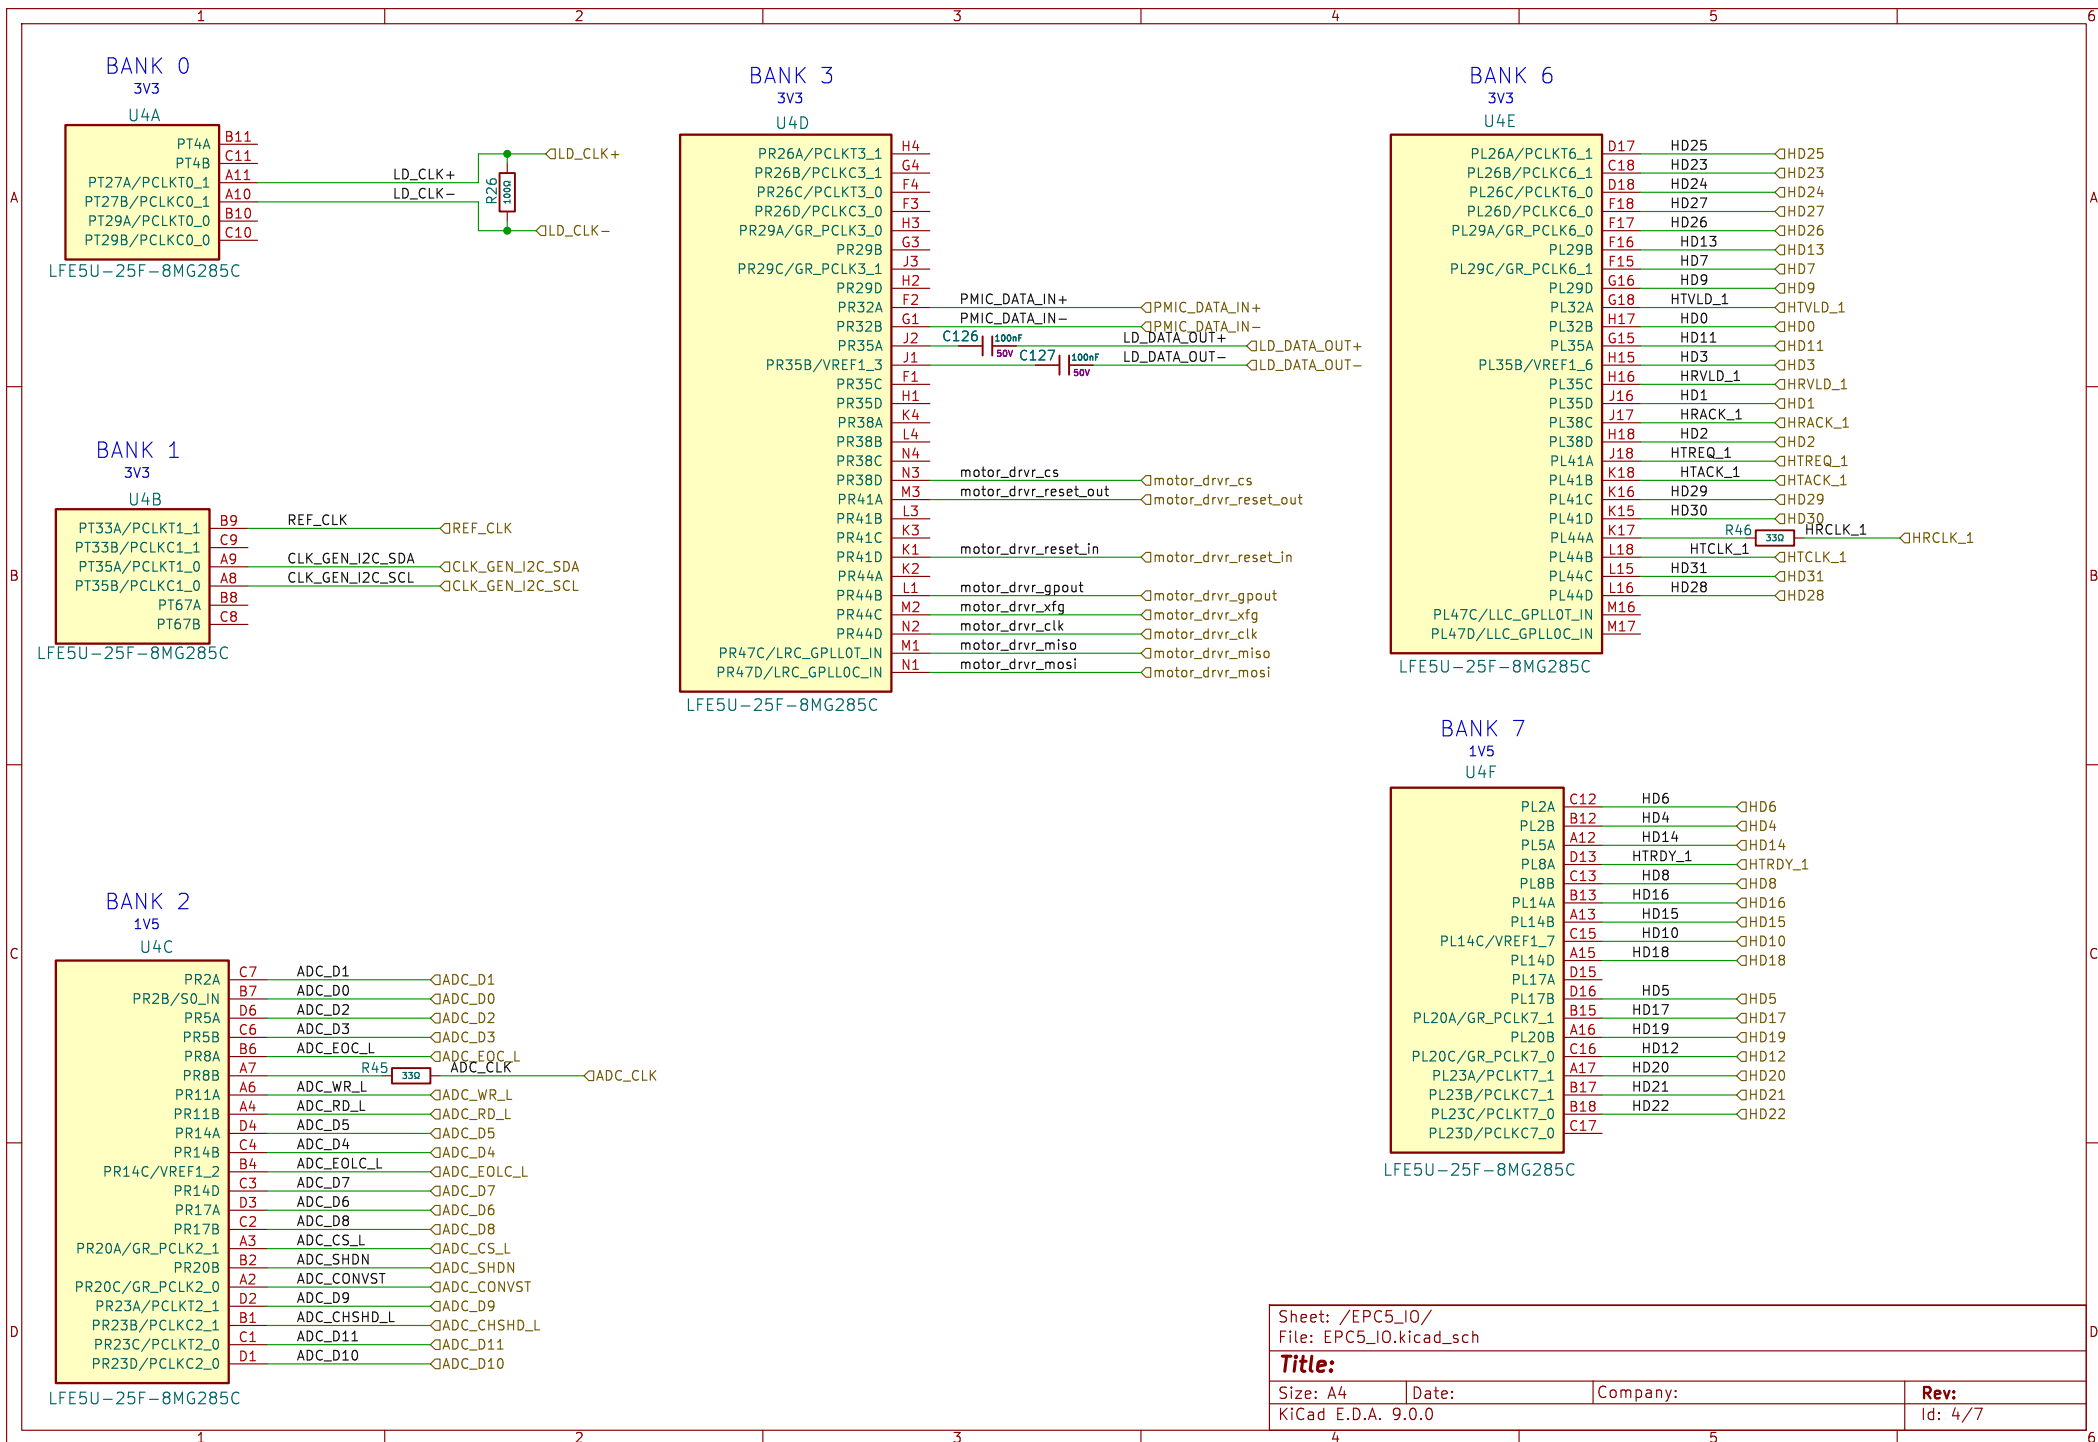 1 2 3 4 5 6
A
B
C
D
BANK 0
3V3
U4A
PT4A B11
PT4B C11
PT27A/PCLKT0_1 A11 LD_CLK+
PT27B/PCLKC0_1 A10 LD_CLK-
PT29A/PCLKT0_0 B10
PT29B/PCLKC0_0 C10
LFE5U-25F-8MG285C
R26 100Ω
LD_CLK+
LD_CLK-
BANK 1
3V3
U4B
PT33A/PCLKT1_1 B9 REF_CLK REF_CLK
PT33B/PCLKC1_1 C9
PT35A/PCLKT1_0 A9 CLK_GEN_I2C_SDA CLK_GEN_I2C_SDA
PT35B/PCLKC1_0 A8 CLK_GEN_I2C_SCL CLK_GEN_I2C_SCL
PT67A B8
PT67B C8
LFE5U-25F-8MG285C
BANK 2
1V5
U4C
PR2A C7 ADC_D1 ADC_D1
PR2B/S0_IN B7 ADC_D0 ADC_D0
PR5A D6 ADC_D2 ADC_D2
PR5B C6 ADC_D3 ADC_D3
PR8A B6 ADC_EOC_L ADC_EOC_L
PR8B A7 R45 33Ω ADC_CLK ADC_CLK
PR11A A6 ADC_WR_L ADC_WR_L
PR11B A4 ADC_RD_L ADC_RD_L
PR14A D4 ADC_D5 ADC_D5
PR14B C4 ADC_D4 ADC_D4
PR14C/VREF1_2 B4 ADC_EOLC_L ADC_EOLC_L
PR14D C3 ADC_D7 ADC_D7
PR17A D3 ADC_D6 ADC_D6
PR17B C2 ADC_D8 ADC_D8
PR20A/GR_PCLK2_1 A3 ADC_CS_L ADC_CS_L
PR20B B2 ADC_SHDN ADC_SHDN
PR20C/GR_PCLK2_0 A2 ADC_CONVST ADC_CONVST
PR23A/PCLKT2_1 D2 ADC_D9 ADC_D9
PR23B/PCLKC2_1 B1 ADC_CHSHD_L ADC_CHSHD_L
PR23C/PCLKT2_0 C1 ADC_D11 ADC_D11
PR23D/PCLKC2_0 D1 ADC_D10 ADC_D10
LFE5U-25F-8MG285C
BANK 3
3V3
U4D
PR26A/PCLKT3_1 H4
PR26B/PCLKC3_1 G4
PR26C/PCLKT3_0 F4
PR26D/PCLKC3_0 F3
PR29A/GR_PCLK3_0 H3
PR29B G3
PR29C/GR_PCLK3_1 J3
PR29D H2
PR32A F2 PMIC_DATA_IN+ PMIC_DATA_IN+
PR32B G1 PMIC_DATA_IN- PMIC_DATA_IN-
PR35A J2 C126 100nF 50V LD_DATA_OUT+ LD_DATA_OUT+
PR35B/VREF1_3 J1 C127 100nF 50V LD_DATA_OUT- LD_DATA_OUT-
PR35C F1
PR35D H1
PR38A K4
PR38B L4
PR38C N4
PR38D N3 motor_drvr_cs motor_drvr_cs
PR41A M3 motor_drvr_reset_out motor_drvr_reset_out
PR41B L3
PR41C K3
PR41D K1 motor_drvr_reset_in motor_drvr_reset_in
PR44A K2
PR44B L1 motor_drvr_gpout motor_drvr_gpout
PR44C M2 motor_drvr_xfg motor_drvr_xfg
PR44D N2 motor_drvr_clk motor_drvr_clk
PR47C/LRC_GPLL0T_IN M1 motor_drvr_miso motor_drvr_miso
PR47D/LRC_GPLL0C_IN N1 motor_drvr_mosi motor_drvr_mosi
LFE5U-25F-8MG285C
BANK 6
3V3
U4E
PL26A/PCLKT6_1 D17 HD25 HD25
PL26B/PCLKC6_1 C18 HD23 HD23
PL26C/PCLKT6_0 D18 HD24 HD24
PL26D/PCLKC6_0 F18 HD27 HD27
PL29A/GR_PCLK6_0 F17 HD26 HD26
PL29B F16 HD13 HD13
PL29C/GR_PCLK6_1 F15 HD7 HD7
PL29D G16 HD9 HD9
PL32A G18 HTVLD_1 HTVLD_1
PL32B H17 HD0 HD0
PL35A G15 HD11 HD11
PL35B/VREF1_6 H15 HD3 HD3
PL35C H16 HRVLD_1 HRVLD_1
PL35D J16 HD1 HD1
PL38C J17 HRACK_1 HRACK_1
PL38D H18 HD2 HD2
PL41A J18 HTREQ_1 HTREQ_1
PL41B K18 HTACK_1 HTACK_1
PL41C K16 HD29 HD29
PL41D K15 HD30 HD30
PL44A K17 R46 33Ω HRCLK_1 HRCLK_1
PL44B L18 HTCLK_1 HTCLK_1
PL44C L15 HD31 HD31
PL44D L16 HD28 HD28
PL47C/LLC_GPLL0T_IN M16
PL47D/LLC_GPLL0C_IN M17
LFE5U-25F-8MG285C
BANK 7
1V5
U4F
PL2A C12 HD6 HD6
PL2B B12 HD4 HD4
PL5A A12 HD14 HD14
PL8A D13 HTRDY_1 HTRDY_1
PL8B C13 HD8 HD8
PL14A B13 HD16 HD16
PL14B A13 HD15 HD15
PL14C/VREF1_7 C15 HD10 HD10
PL14D A15 HD18 HD18
PL17A D15
PL17B D16 HD5 HD5
PL20A/GR_PCLK7_1 B15 HD17 HD17
PL20B A16 HD19 HD19
PL20C/GR_PCLK7_0 C16 HD12 HD12
PL23A/PCLKT7_1 A17 HD20 HD20
PL23B/PCLKC7_1 B17 HD21 HD21
PL23C/PCLKT7_0 B18 HD22 HD22
PL23D/PCLKC7_0 C17
LFE5U-25F-8MG285C
Sheet: /EPC5_IO/
File: EPC5_IO.kicad_sch
Title:
Size: A4 Date: Company: Rev:
KiCad E.D.A. 9.0.0 Id: 4/7
A
B
C
D
1 2 3 4 5 6